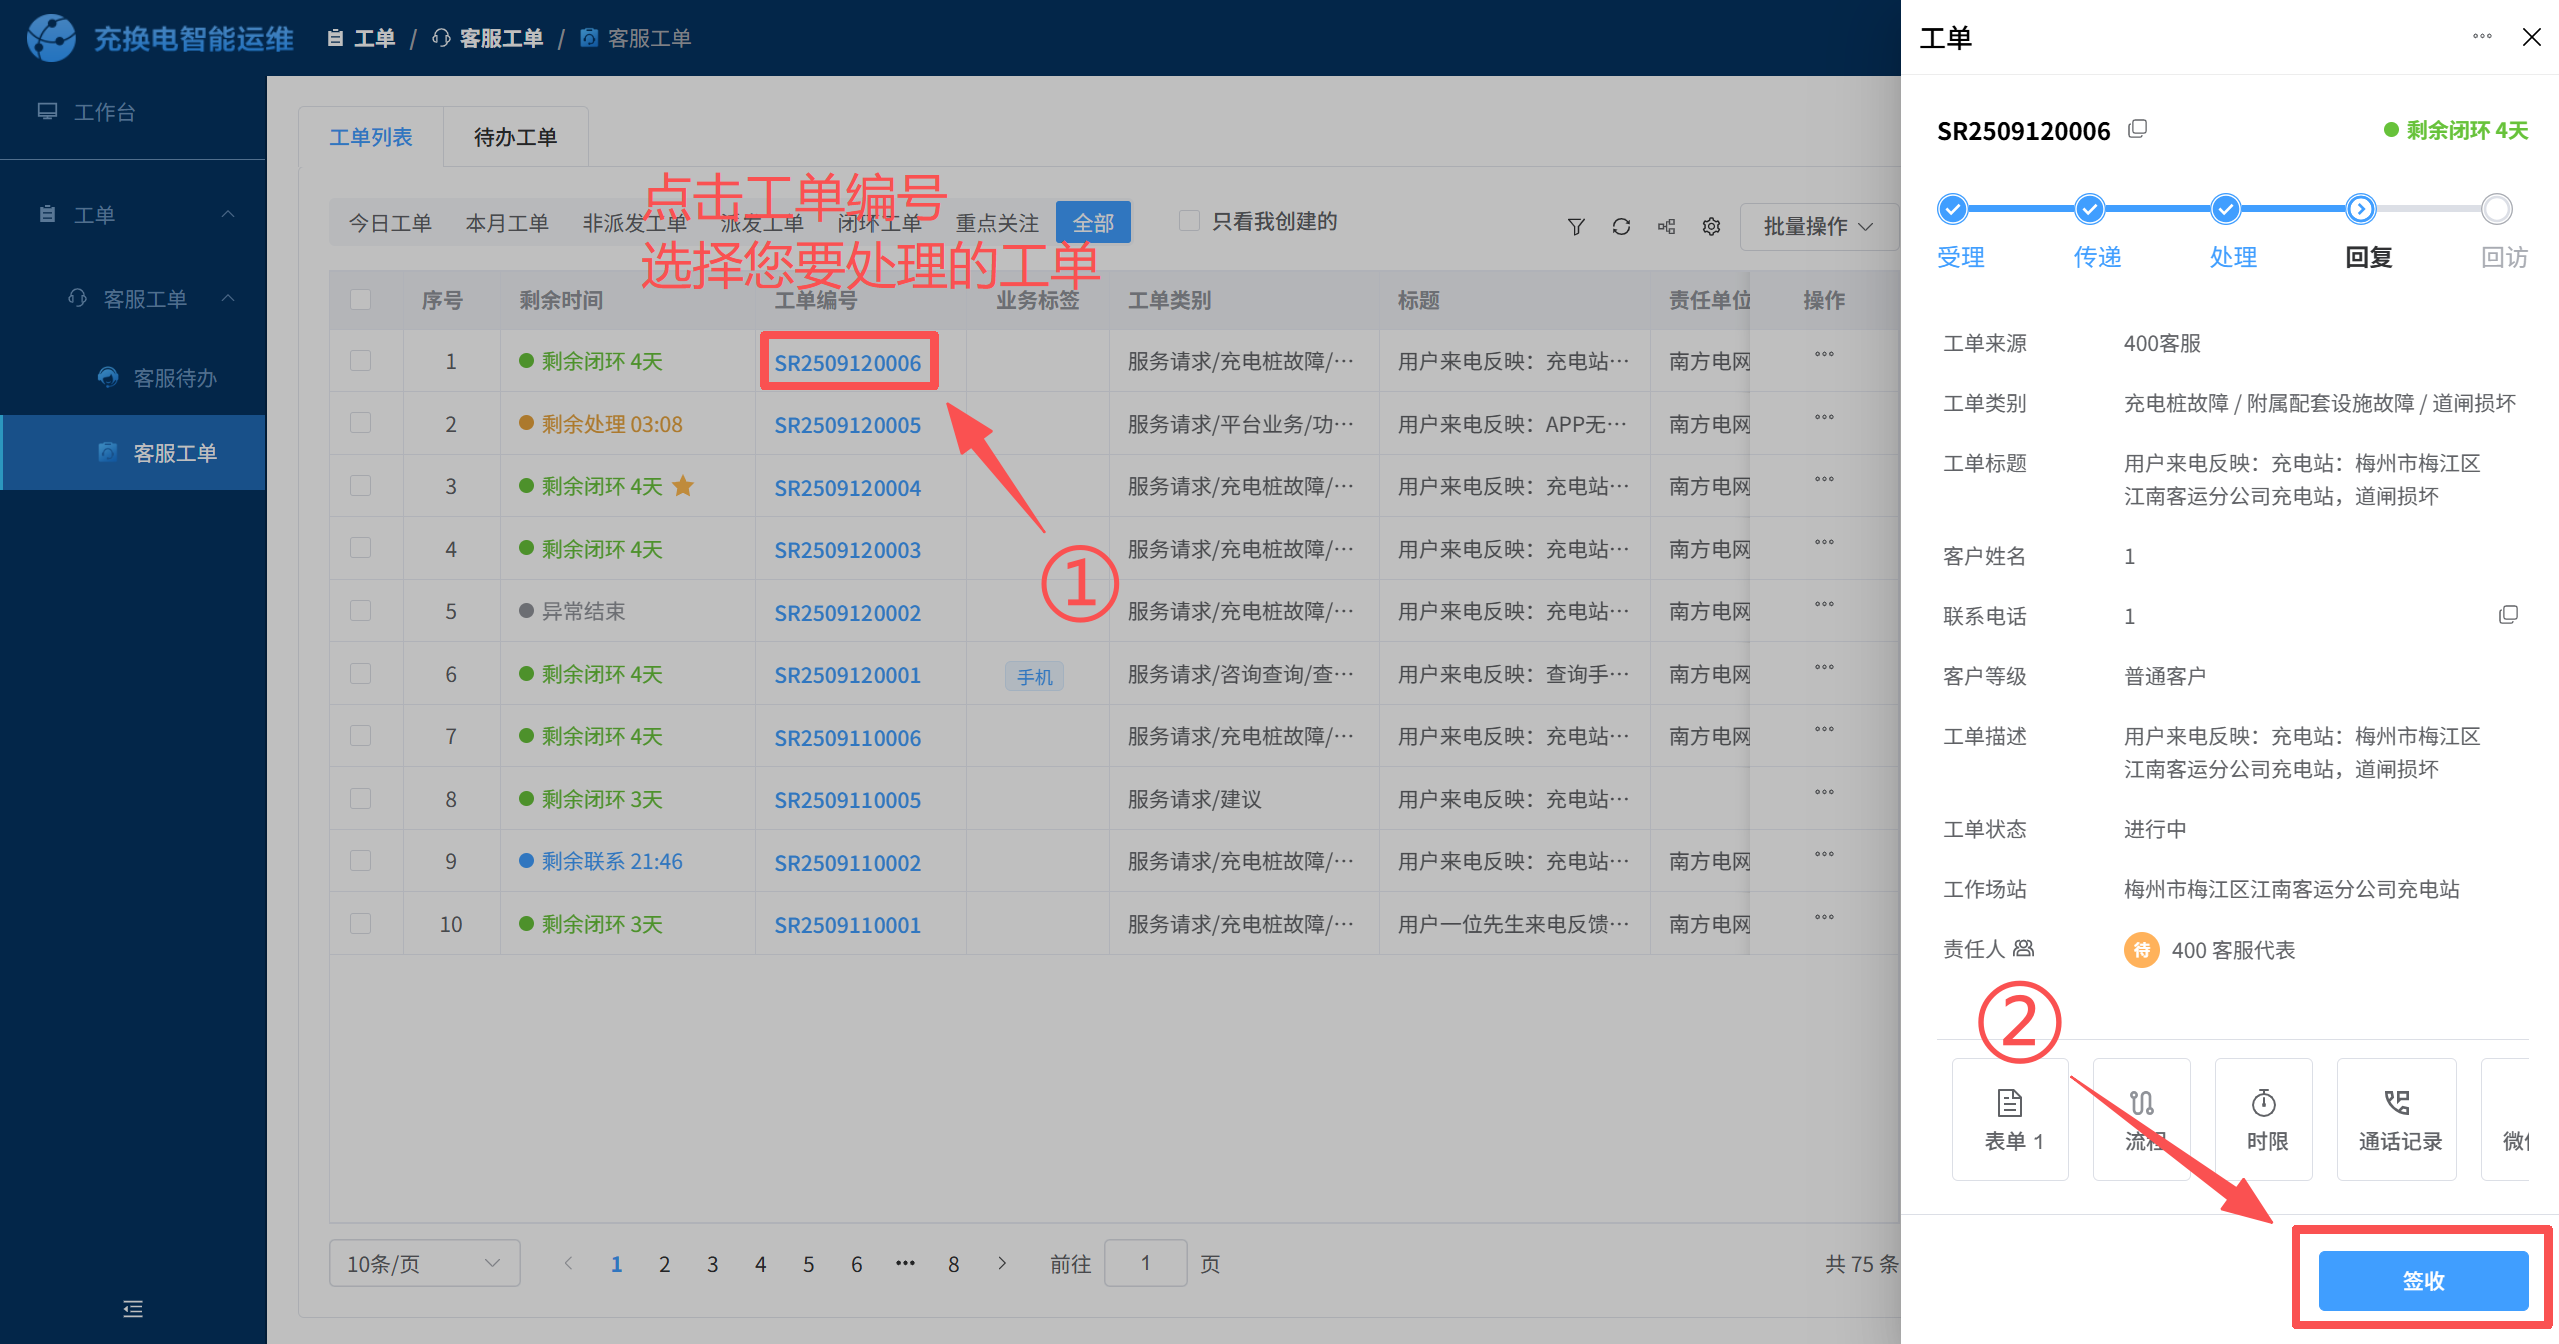 充换电智能运维
工单 / 客服工单 / 客服工单
工作台
工单
客服工单
客服待办
客服工单
工单列表
待办工单
点击工单编号
选择您要处理的工单
今日工单 本月工单 非派发工单 派发工单 闭环工单 重点关注 全部 只看我创建的 批量操作
序号 剩余时间 工单编号 业务标签 工单类别 标题 责任单位 操作
1 剩余闭环 4天 SR2509120006 服务请求/充电桩故障/··· 用户来电反映：充电站··· 南方电网
2 剩余处理 03:08 SR2509120005 服务请求/平台业务/功··· 用户来电反映：APP无··· 南方电网
3 剩余闭环 4天 SR2509120004 服务请求/充电桩故障/··· 用户来电反映：充电站··· 南方电网
4 剩余闭环 4天 SR2509120003 服务请求/充电桩故障/··· 用户来电反映：充电站··· 南方电网
5 异常结束 SR2509120002 服务请求/充电桩故障/··· 用户来电反映：充电站··· 南方电网
6 剩余闭环 4天 SR2509120001 手机 服务请求/咨询查询/查··· 用户来电反映：查询手··· 南方电网
7 剩余闭环 4天 SR2509110006 服务请求/充电桩故障/··· 用户来电反映：充电站··· 南方电网
8 剩余闭环 3天 SR2509110005 服务请求/建议 用户来电反映：充电站···
9 剩余联系 21:46 SR2509110002 服务请求/充电桩故障/··· 用户来电反映：充电站··· 南方电网
10 剩余闭环 3天 SR2509110001 服务请求/充电桩故障/··· 用户一位先生来电反馈··· 南方电网
①
10条/页 1 2 3 4 5 6 ··· 8 前往 1 页 共 75 条
工单
SR2509120006 剩余闭环 4天
受理 传递 处理 回复 回访
工单来源 400客服
工单类别 充电桩故障 / 附属配套设施故障 / 道闸损坏
工单标题 用户来电反映：充电站：梅州市梅江区
江南客运分公司充电站，道闸损坏
客户姓名 1
联系电话 1
客户等级 普通客户
工单描述 用户来电反映：充电站：梅州市梅江区
江南客运分公司充电站，道闸损坏
工单状态 进行中
工作场站 梅州市梅江区江南客运分公司充电站
责任人 待 400 客服代表
②
表单 1 流程 时限 通话记录 微信
签收